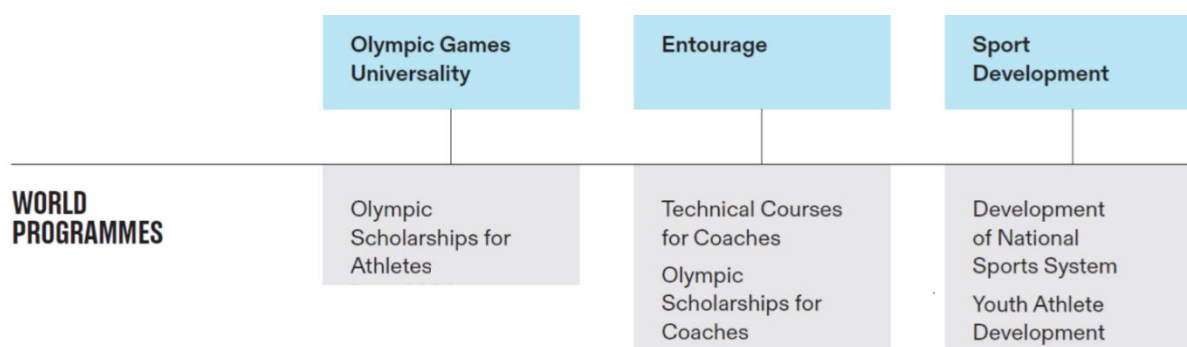 Olympic Games
Universality
Entourage
Sport
Development
WORLD
PROGRAMMES
Olympic
Scholarships for
Athletes
Technical Courses
for Coaches
Olympic
Scholarships for
Coaches
Development
of National
Sports System
Youth Athlete
Development